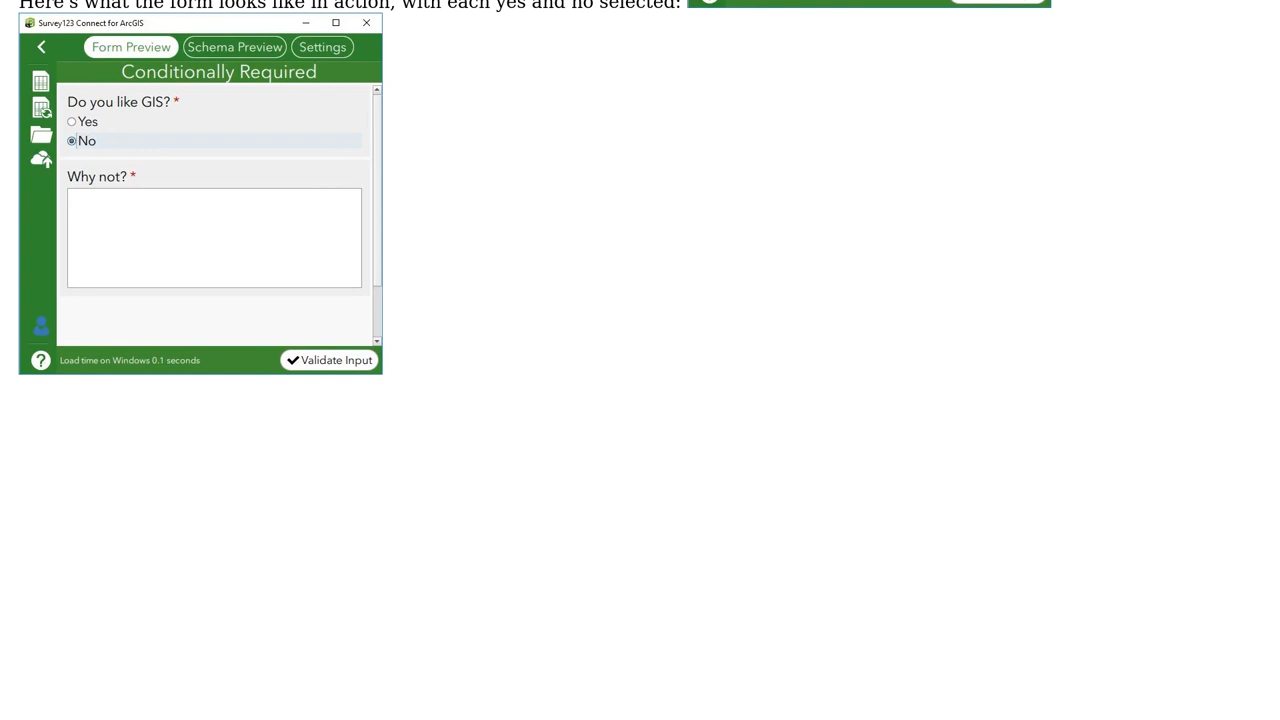 Here's what the form looks like in action, with each yes and no selected:
Survey123 Connect for ArcGIS
Form Preview Schema Preview Settings
Conditionally Required
Do you like GIS? *
Yes
No
Why not? *
? Load time on Windows 0.1 seconds Validate Input